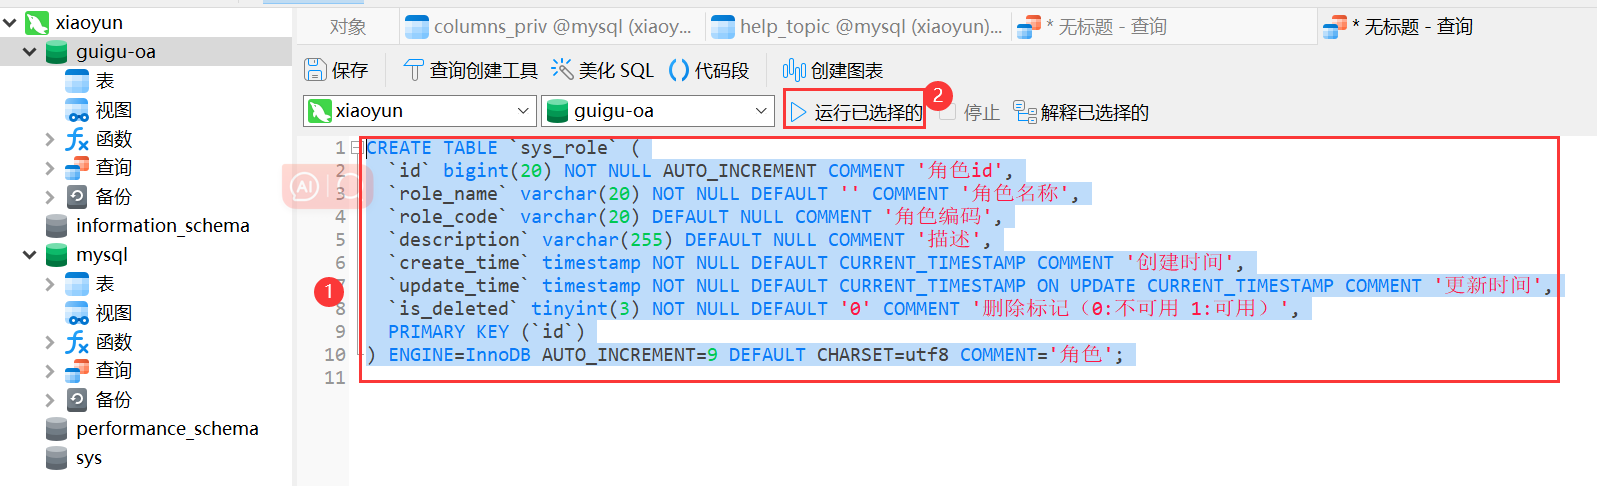 xiaoyun
guigu-oa
表
视图
函数
查询
备份
information_schema
mysql
表
视图
函数
查询
备份
performance_schema
sys
对象
columns_priv @mysql (xiaoy...
help_topic @mysql (xiaoyun)...
* 无标题 - 查询
* 无标题 - 查询
保存
查询创建工具
美化 SQL
代码段
创建图表
xiaoyun
guigu-oa
运行已选择的
2
停止
解释已选择的
AI
1
1 CREATE TABLE `sys_role` (
2 `id` bigint(20) NOT NULL AUTO_INCREMENT COMMENT '角色id',
3 `role_name` varchar(20) NOT NULL DEFAULT '' COMMENT '角色名称',
4 `role_code` varchar(20) DEFAULT NULL COMMENT '角色编码',
5 `description` varchar(255) DEFAULT NULL COMMENT '描述',
6 `create_time` timestamp NOT NULL DEFAULT CURRENT_TIMESTAMP COMMENT '创建时间',
7 `update_time` timestamp NOT NULL DEFAULT CURRENT_TIMESTAMP ON UPDATE CURRENT_TIMESTAMP COMMENT '更新时间',
8 `is_deleted` tinyint(3) NOT NULL DEFAULT '0' COMMENT '删除标记（0:不可用 1:可用）',
9 PRIMARY KEY (`id`)
10 ) ENGINE=InnoDB AUTO_INCREMENT=9 DEFAULT CHARSET=utf8 COMMENT='角色';
11